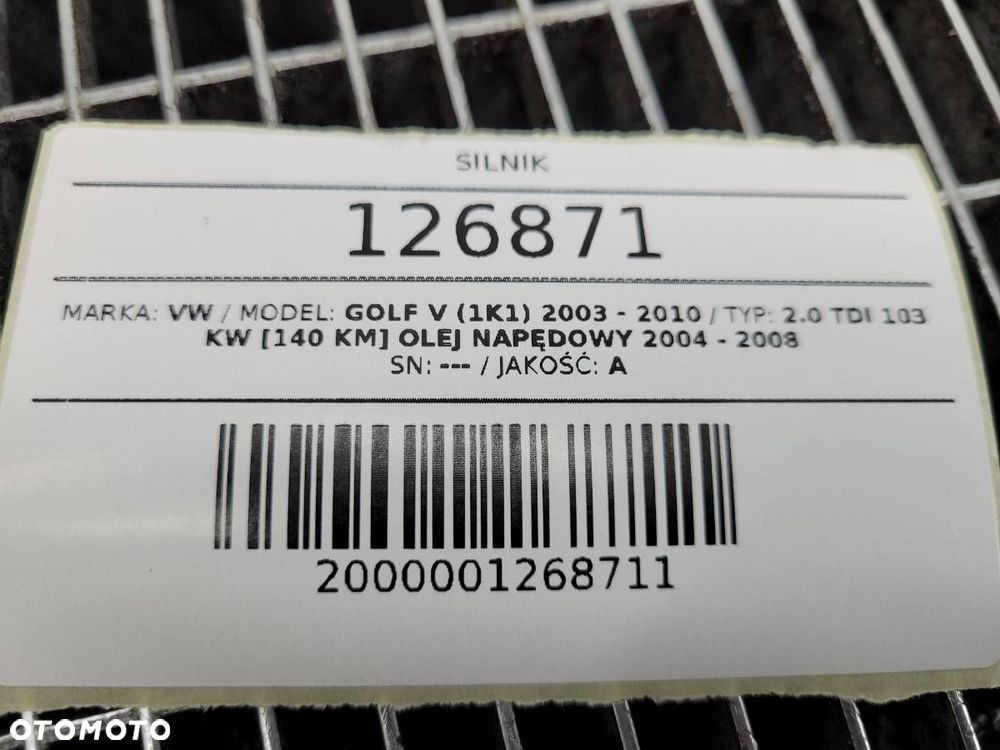 SILNIK
126871
MARKA: VW / MODEL: GOLF V (1K1) 2003 - 2010 / TYP: 2.0 TDI 103
KW [140 KM] OLEJ NAPĘDOWY 2004 - 2008
SN: --- / JAKOŚĆ: A
2000001268711
OTOMOTO